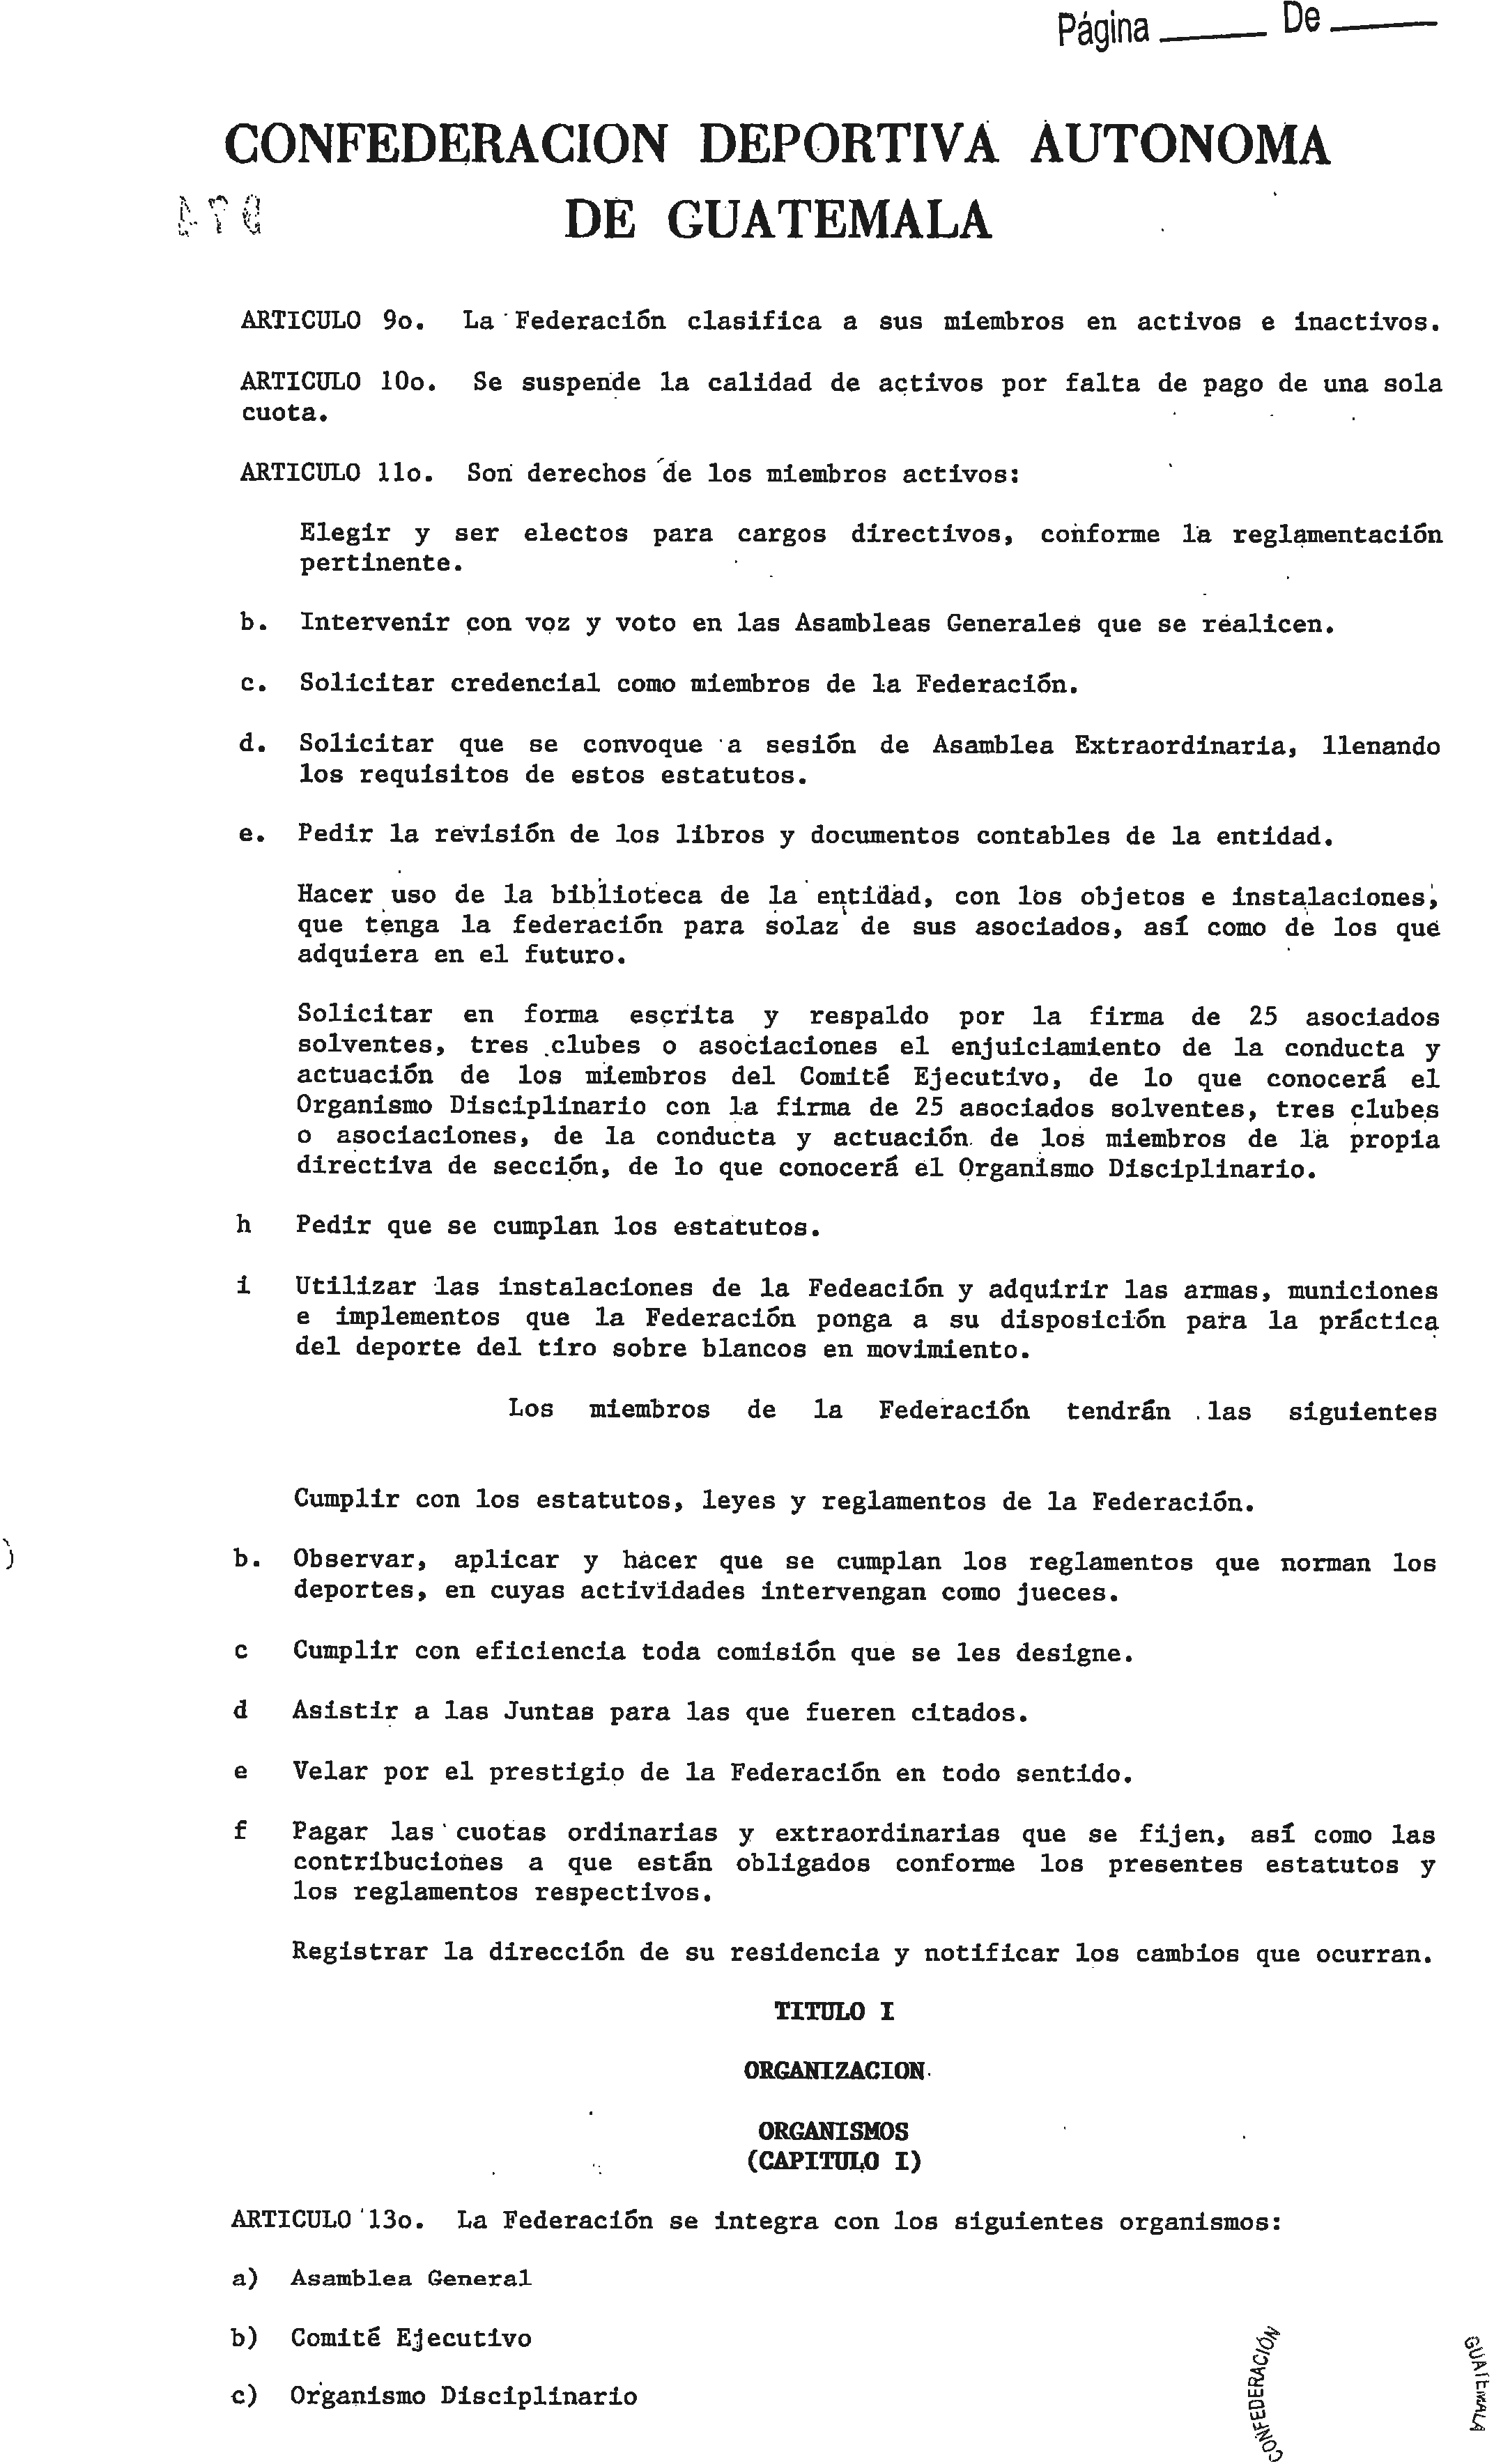 Página ______ De ______
CONFEDERACION DEPORTIVA AUTONOMA
DE GUATEMALA
ARTICULO 9o. La Federación clasifica a sus miembros en activos e inactivos.
ARTICULO 10o. Se suspende la calidad de activos por falta de pago de una sola
cuota.
ARTICULO 11o. Son derechos de los miembros activos:
Elegir y ser electos para cargos directivos, conforme la reglamentación
pertinente.
b. Intervenir con voz y voto en las Asambleas Generales que se realicen.
c. Solicitar credencial como miembros de la Federación.
d. Solicitar que se convoque a sesión de Asamblea Extraordinaria, llenando
los requisitos de estos estatutos.
e. Pedir la revisión de los libros y documentos contables de la entidad.
Hacer uso de la biblioteca de la entidad, con los objetos e instalaciones,
que tenga la federación para solaz de sus asociados, así como de los que
adquiera en el futuro.
Solicitar en forma escrita y respaldo por la firma de 25 asociados
solventes, tres clubes o asociaciones el enjuiciamiento de la conducta y
actuación de los miembros del Comité Ejecutivo, de lo que conocerá el
Organismo Disciplinario con la firma de 25 asociados solventes, tres clubes
o asociaciones, de la conducta y actuación de los miembros de la propia
directiva de sección, de lo que conocerá el Organismo Disciplinario.
h Pedir que se cumplan los estatutos.
i Utilizar las instalaciones de la Fedeación y adquirir las armas, municiones
e implementos que la Federación ponga a su disposición para la práctica
del deporte del tiro sobre blancos en movimiento.
Los miembros de la Federación tendrán las siguientes
Cumplir con los estatutos, leyes y reglamentos de la Federación.
b. Observar, aplicar y hacer que se cumplan los reglamentos que norman los
deportes, en cuyas actividades intervengan como jueces.
c Cumplir con eficiencia toda comisión que se les designe.
d Asistir a las Juntas para las que fueren citados.
e Velar por el prestigio de la Federación en todo sentido.
f Pagar las cuotas ordinarias y extraordinarias que se fijen, así como las
contribuciones a que están obligados conforme los presentes estatutos y
los reglamentos respectivos.
Registrar la dirección de su residencia y notificar los cambios que ocurran.
TITULO I
ORGANIZACION
ORGANISMOS
(CAPITULO I)
ARTICULO 13o. La Federación se integra con los siguientes organismos:
a) Asamblea General
b) Comité Ejecutivo
c) Organismo Disciplinario
CONFEDERACIÓN
GUATEMALA